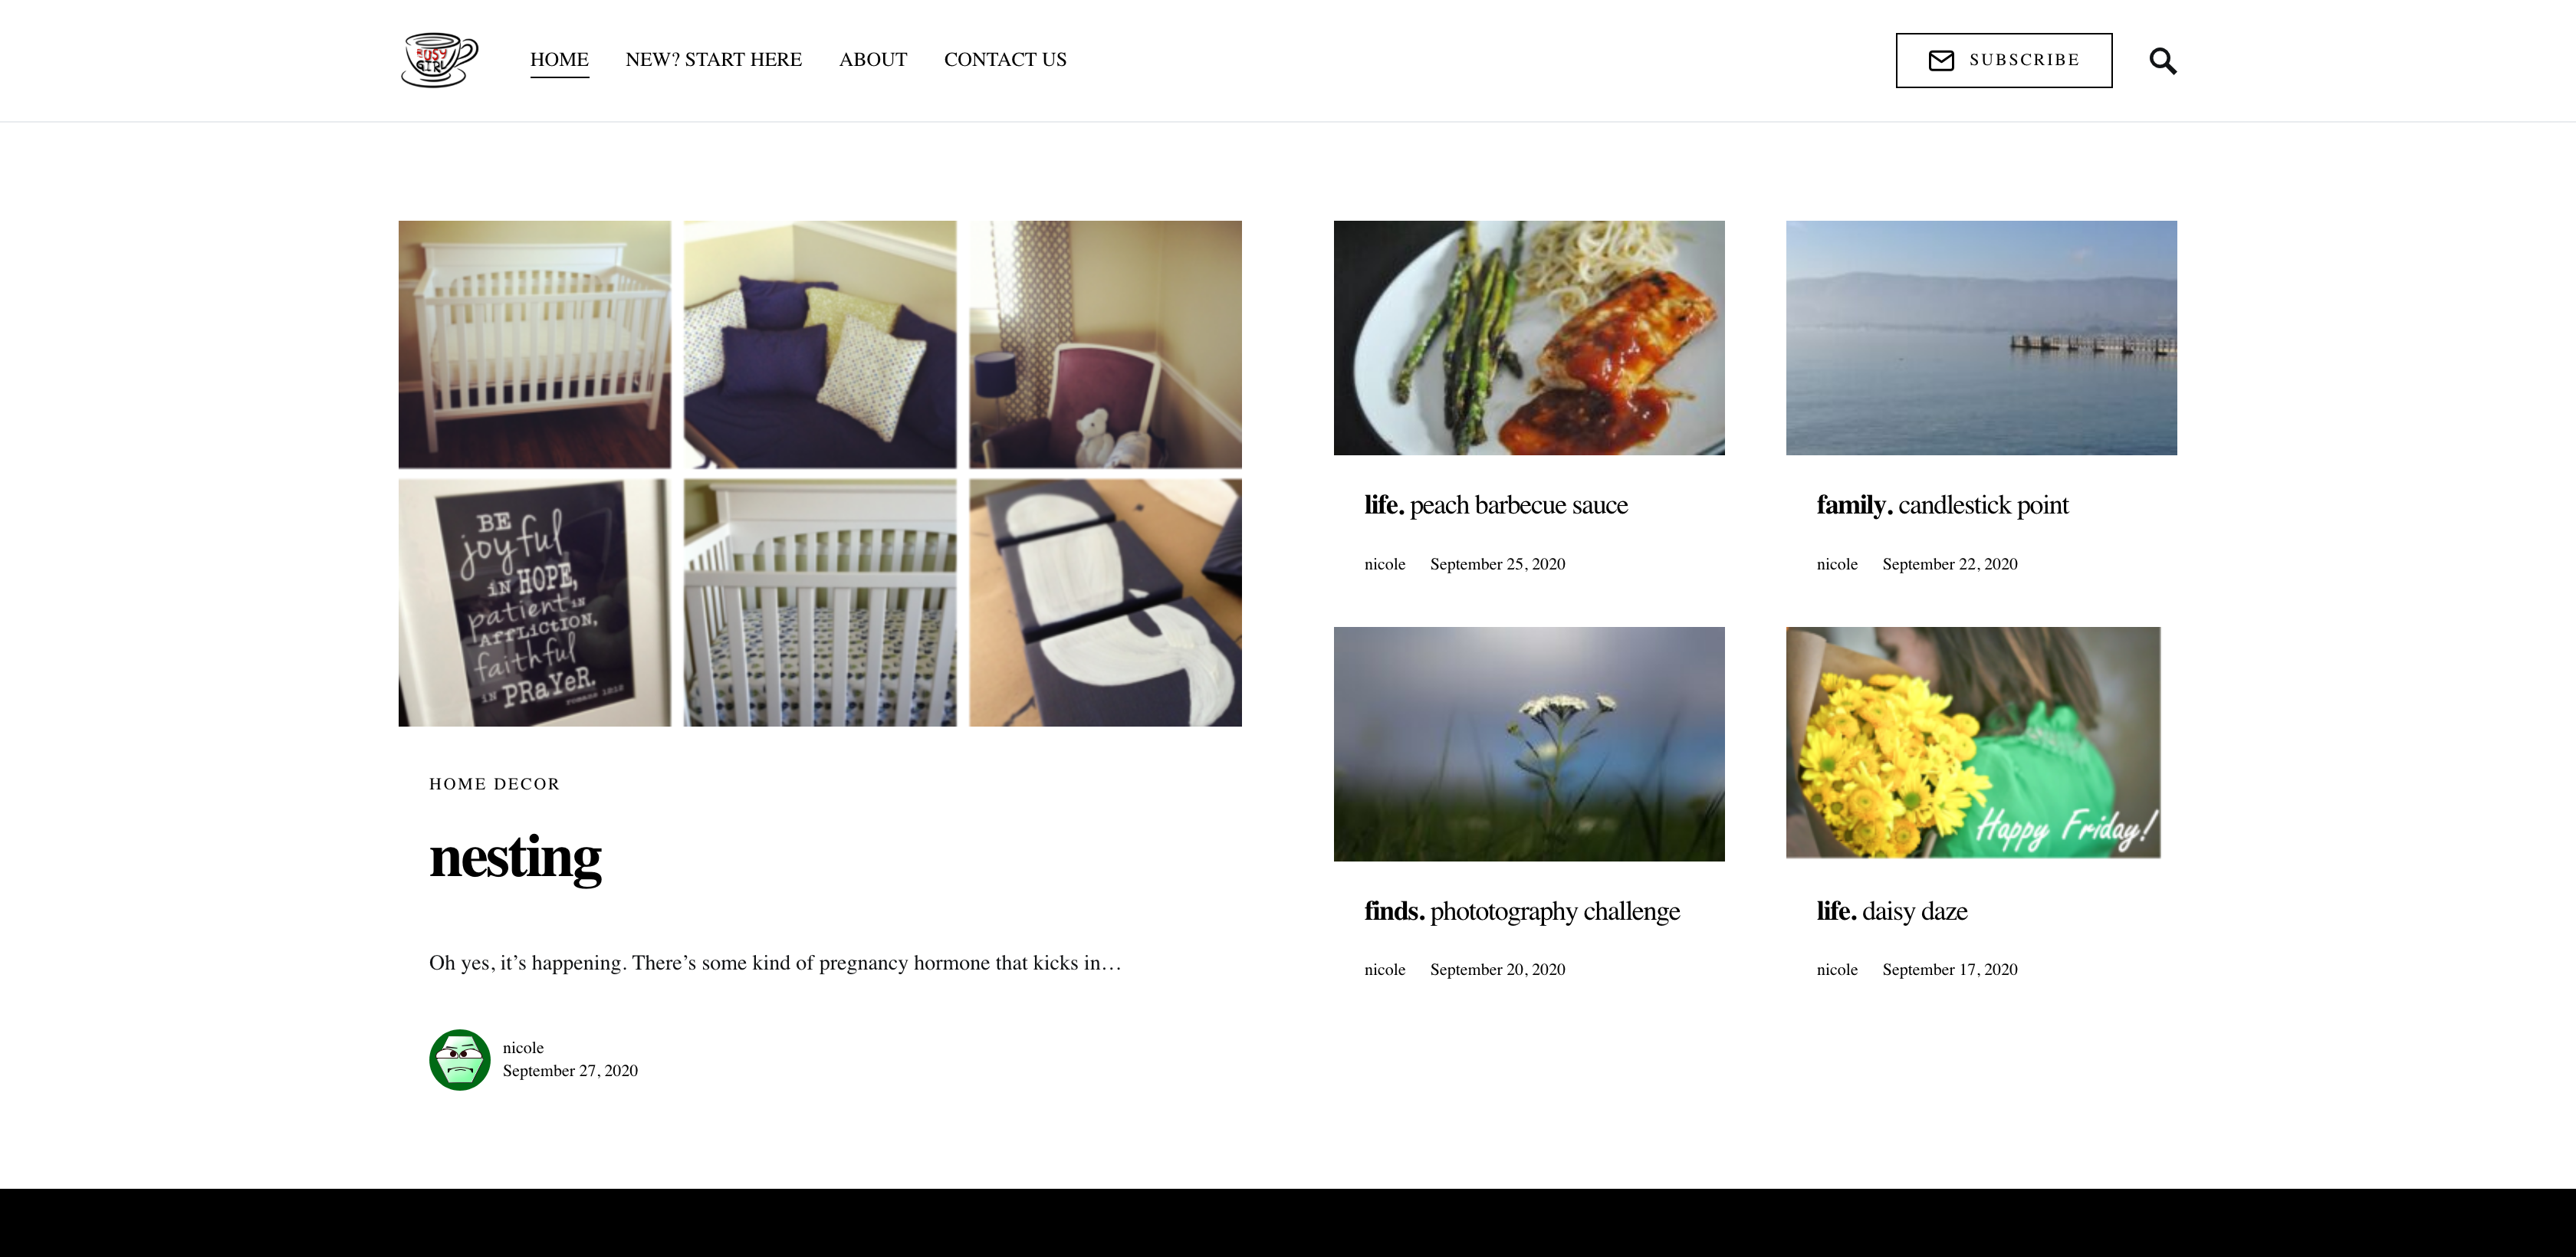 BUSY
GIRL
HOME
NEW? START HERE
ABOUT
CONTACT US
SUBSCRIBE
BE
joyful
in HOPE,
patient in
AFFLiCTiON,
faithful
iN PRaYeR.
romans 12:12
HOME DECOR
nesting
Oh yes, it’s happening. There’s some kind of pregnancy hormone that kicks in…
nicole
September 27, 2020
life. peach barbecue sauce
nicole September 25, 2020
family. candlestick point
nicole September 22, 2020
finds. phototography challenge
nicole September 20, 2020
Happy Friday!
life. daisy daze
nicole September 17, 2020